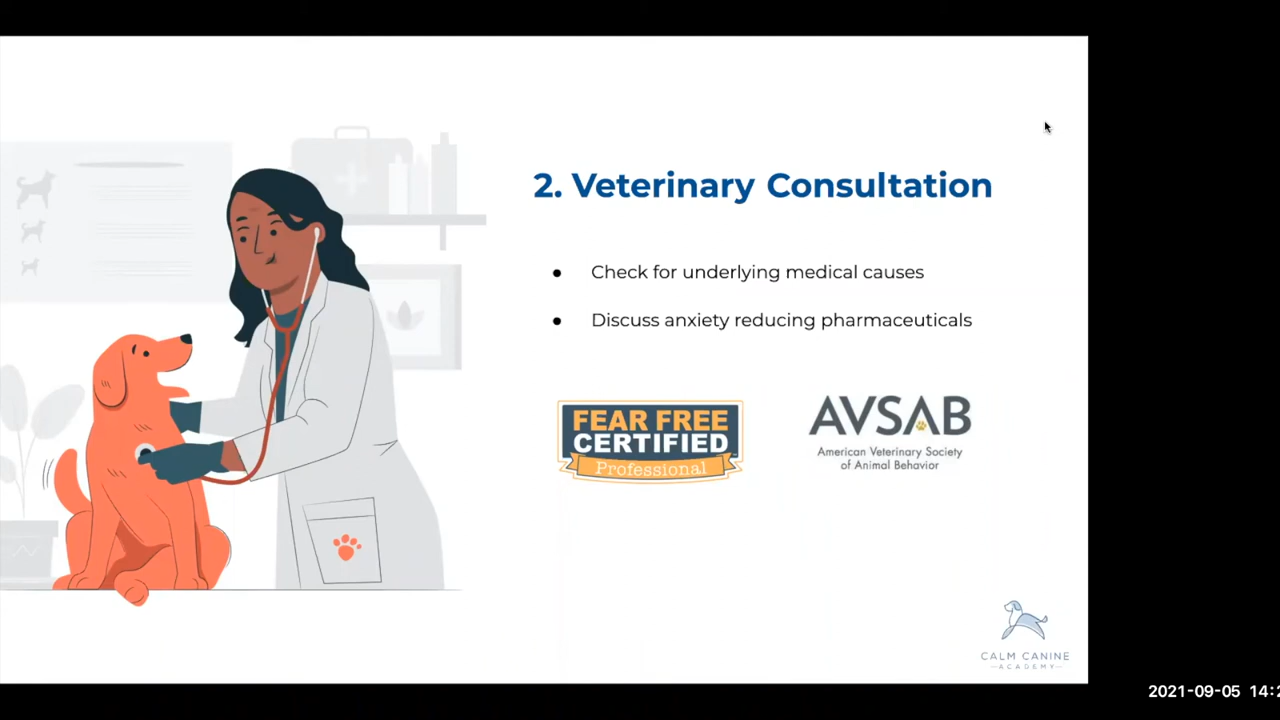 2. Veterinary Consultation
● Check for underlying medical causes
● Discuss anxiety reducing pharmaceuticals
FEAR FREE
CERTIFIED
Professional
AVSAB
American Veterinary Society
of Animal Behavior
CALM CANINE
ACADEMY
2021-09-05 14:2